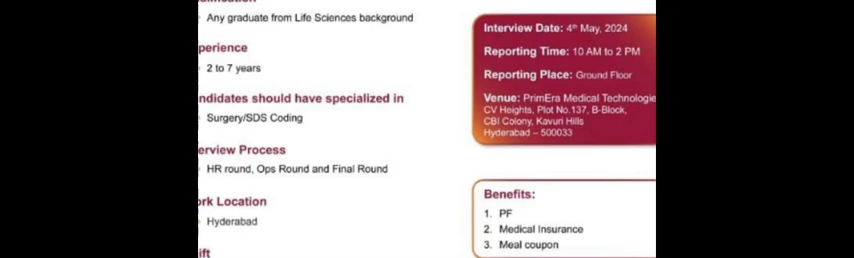 Any graduate from Life Sciences background
perience
2 to 7 years
ndidates should have specialized in
Surgery/SDS Coding
erview Process
HR round, Ops Round and Final Round
ork Location
Hyderabad
ift
Interview Date: 4th May, 2024
Reporting Time: 10 AM to 2 PM
Reporting Place: Ground Floor
Venue: PrimEra Medical Technologie
CV Heights, Plot No.137, B-Block,
CBI Colony, Kavuri Hills
Hyderabad – 500033
Benefits:
1. PF
2. Medical Insurance
3. Meal coupon